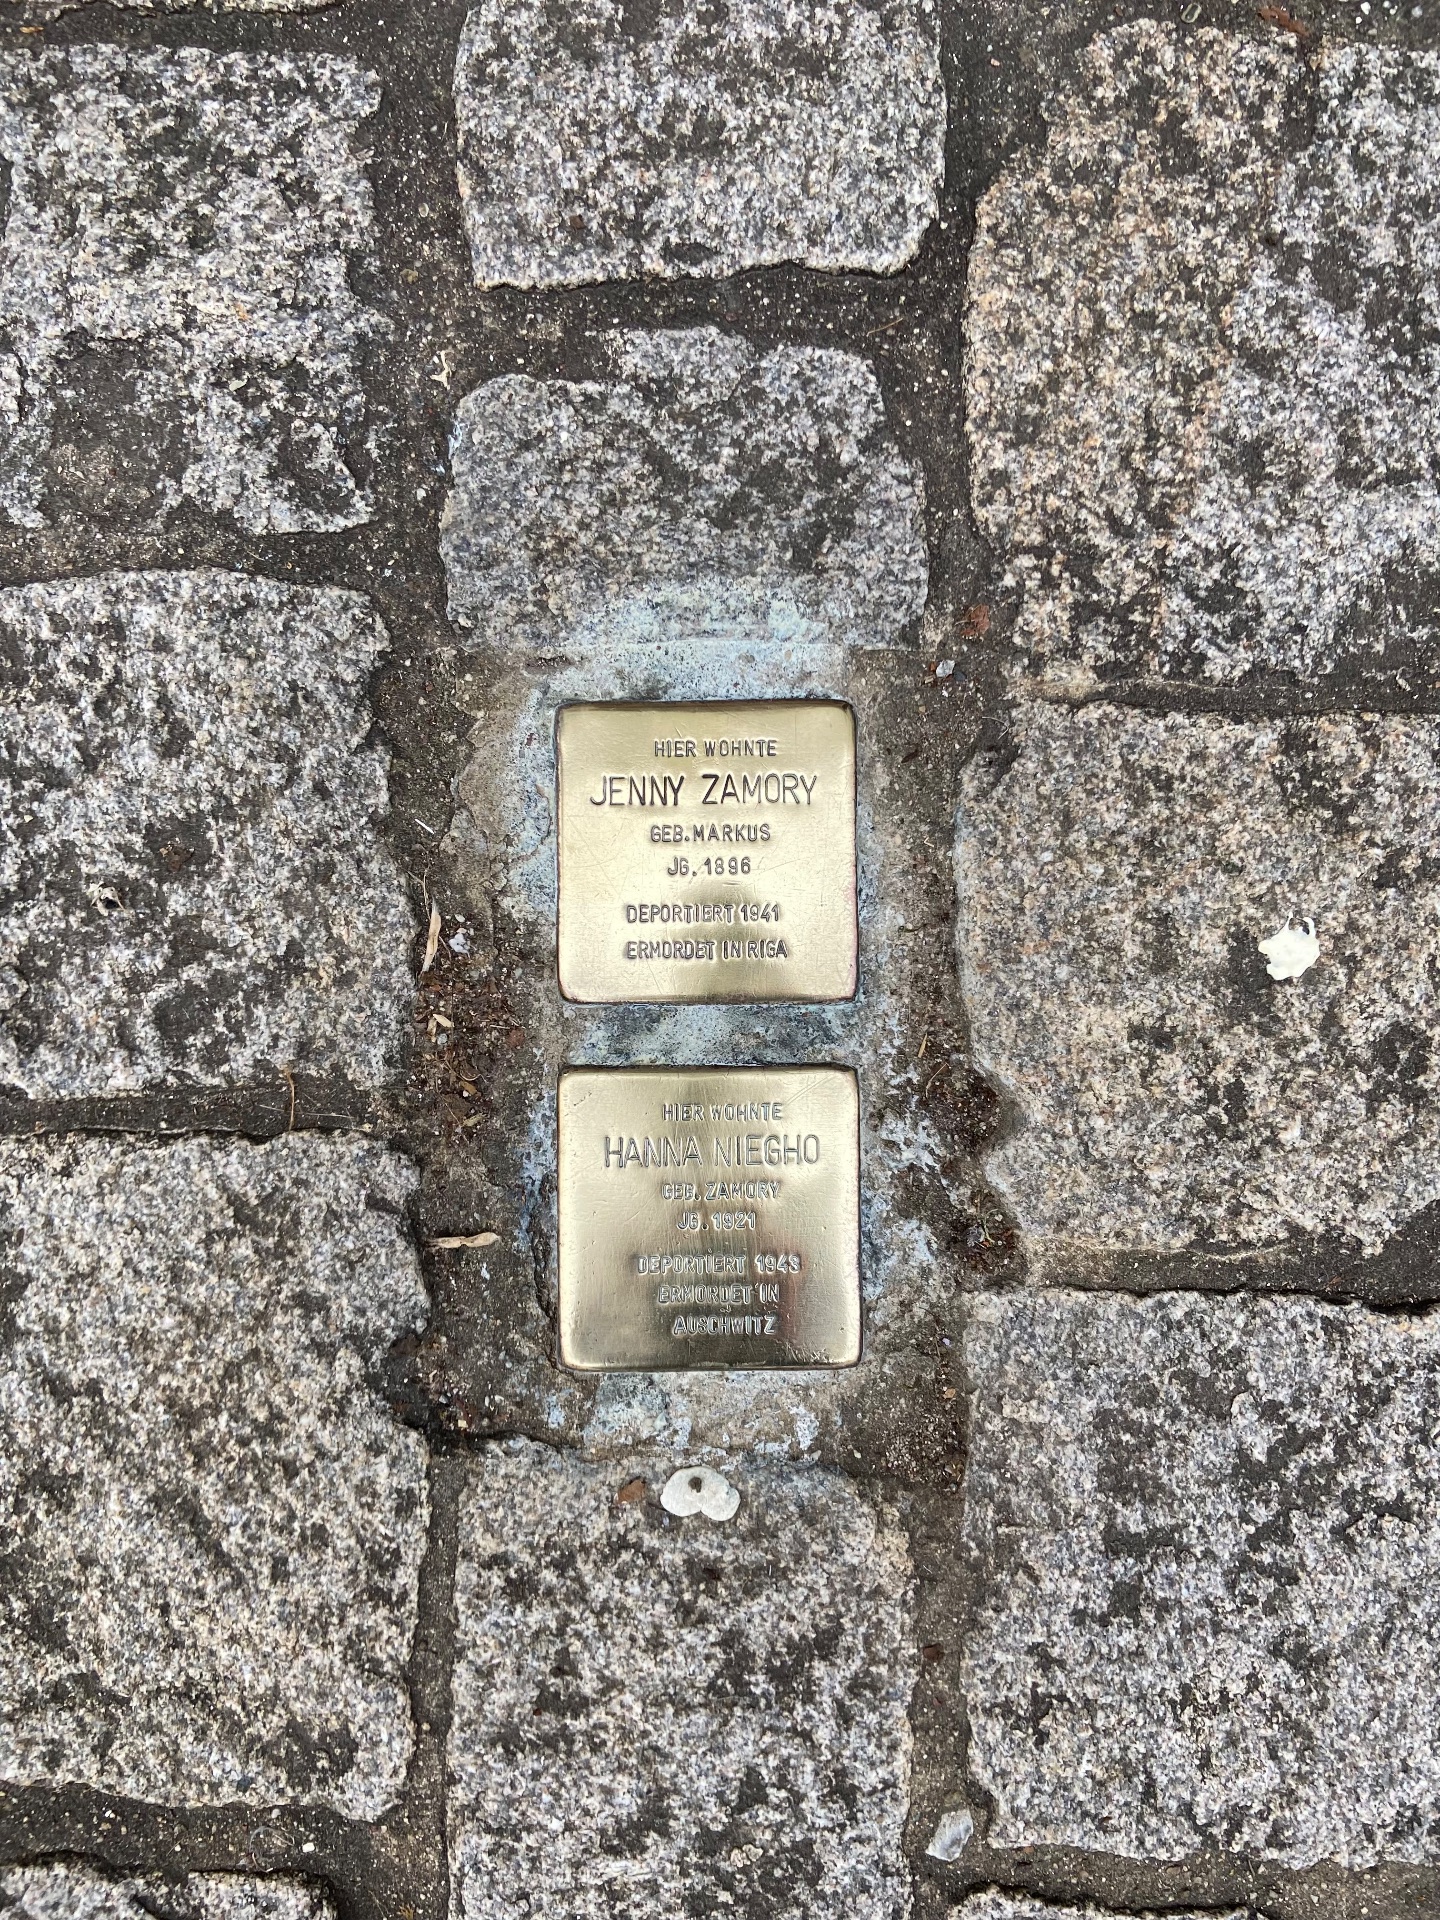 HIER WOHNTE
JENNY ZAMORY
GEB. MARKUS
JG. 1896
DEPORTIERT 1941
ERMORDET IN RIGA
HIER WOHNTE
HANNA NIEGHO
GEB. ZAMORY
JG. 1921
DEPORTIERT 1943
ERMORDET IN
AUSCHWITZ